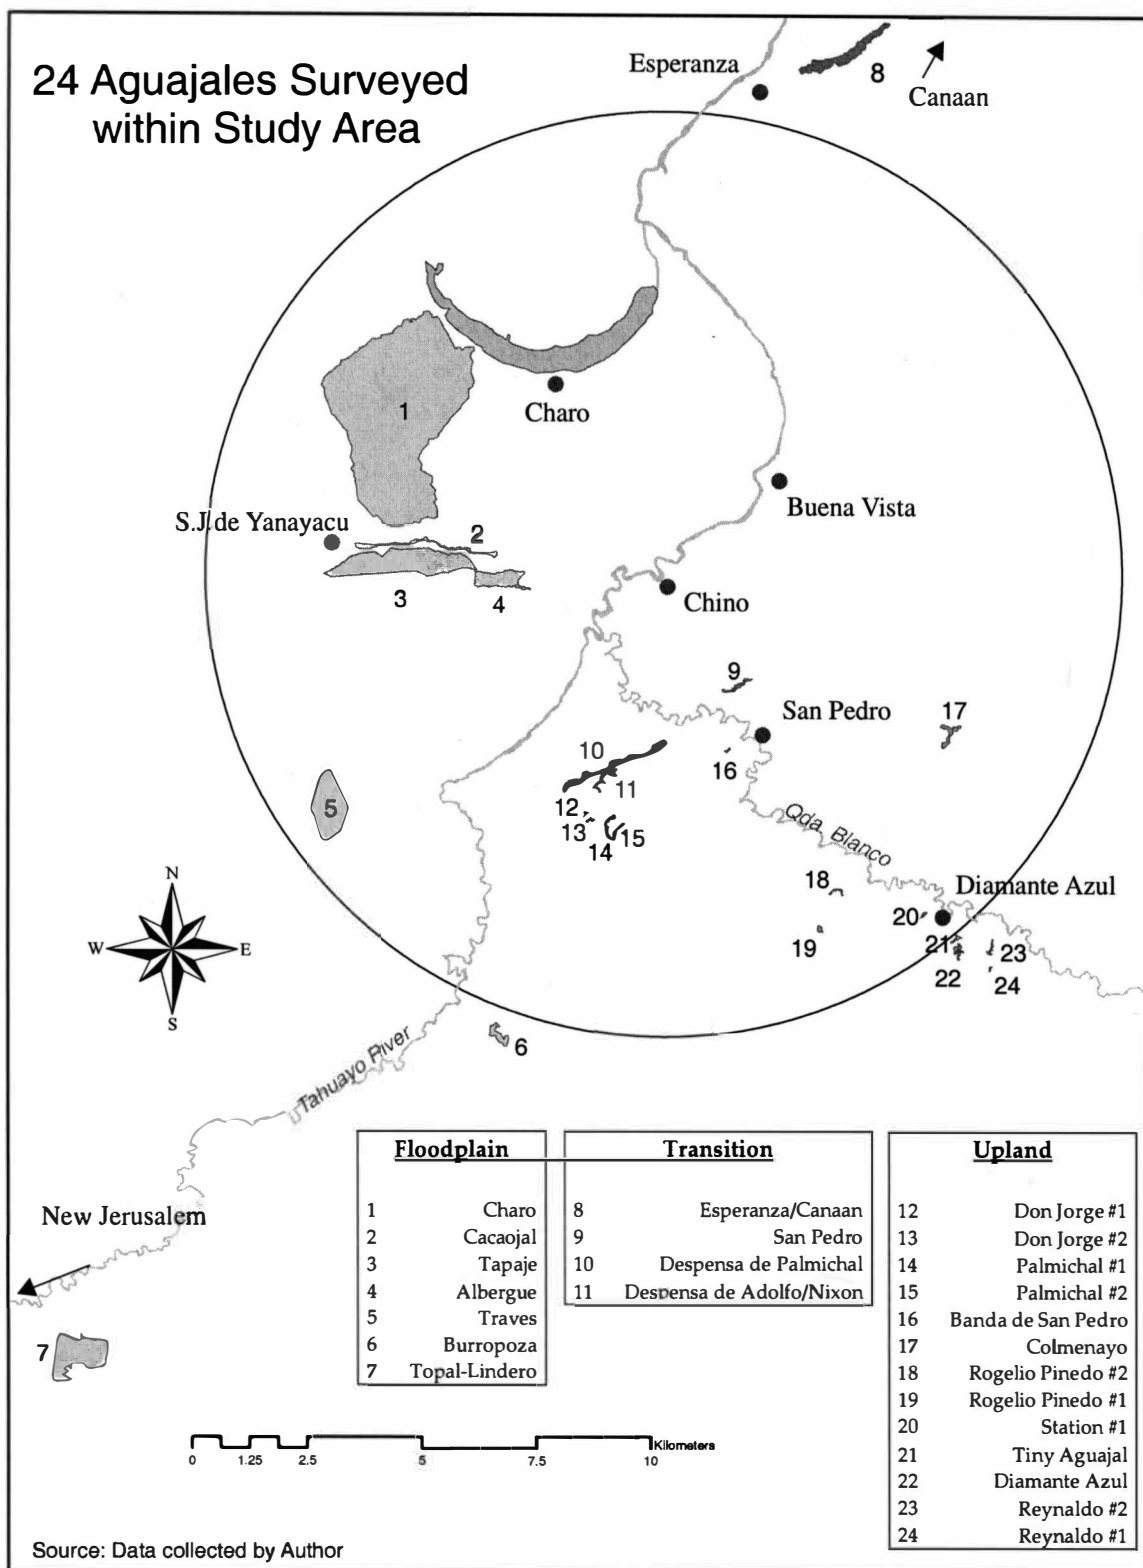 24 Aguajales Surveyed
within Study Area
Esperanza
8
Canaan
1
Charo
Buena Vista
S.J. de Yanayacu
2
3
4
Chino
9
San Pedro
17
10
16
11
5
12
13
15
14
Qda. Blanco
18
Diamante Azul
20
19
21
23
22
24
N
W
E
S
6
Tahuayo River
New Jerusalem
7
Floodplain
1 Charo
2 Cacaojal
3 Tapaje
4 Albergue
5 Traves
6 Burropoza
7 Topal-Lindero
Transition
8 Esperanza/Canaan
9 San Pedro
10 Despensa de Palmichal
11 Despensa de Adolfo/Nixon
Upland
12 Don Jorge #1
13 Don Jorge #2
14 Palmichal #1
15 Palmichal #2
16 Banda de San Pedro
17 Colmenayo
18 Rogelio Pinedo #2
19 Rogelio Pinedo #1
20 Station #1
21 Tiny Aguajal
22 Diamante Azul
23 Reynaldo #2
24 Reynaldo #1
Kilometers
0 1.25 2.5 5 7.5 10
Source: Data collected by Author